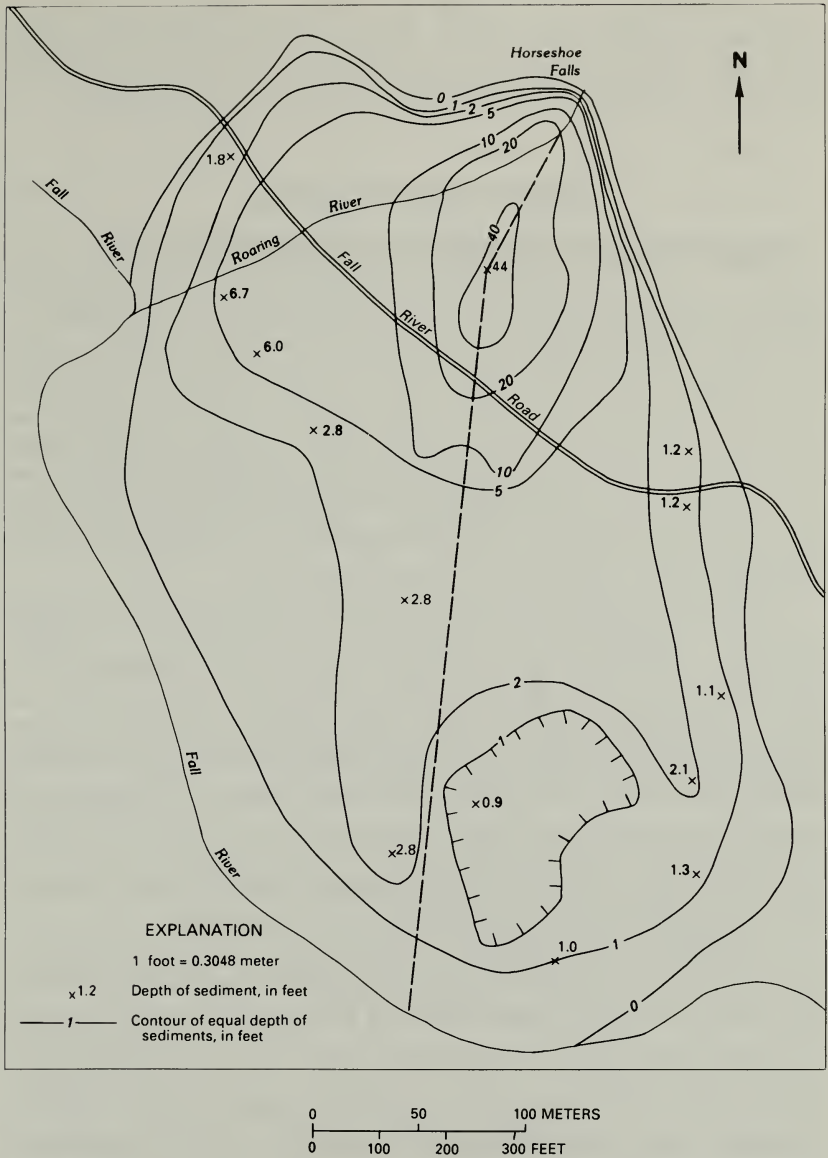 Horseshoe
Falls
N
0
1
2
5
10
20
1.8
Fall
River
Roaring
River
40
44
Fall
River
Road
6.7
6.0
20
2.8
1.2
10
5
1.2
2.8
2
1.1
1
2.1
0.9
2.8
1.3
Fall
River
1.0
1
0
EXPLANATION
1 foot = 0.3048 meter
x1.2 Depth of sediment, in feet
1 Contour of equal depth of
sediments, in feet
0 50 100 METERS
0 100 200 300 FEET